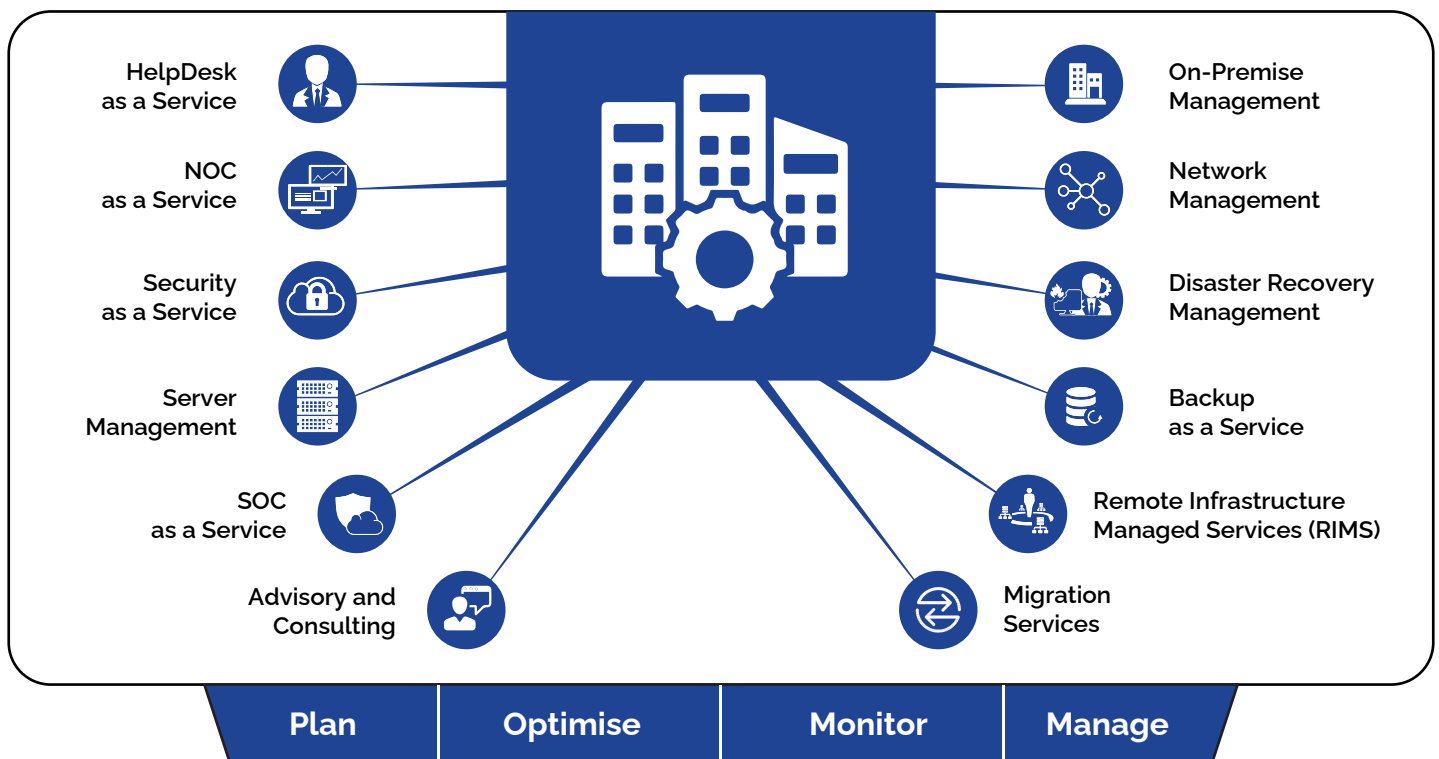 HelpDesk
as a Service
NOC
as a Service
Security
as a Service
Server
Management
SOC
as a Service
Advisory and
Consulting
On-Premise
Management
Network
Management
Disaster Recovery
Management
Backup
as a Service
Remote Infrastructure
Managed Services (RIMS)
Migration
Services
Plan
Optimise
Monitor
Manage